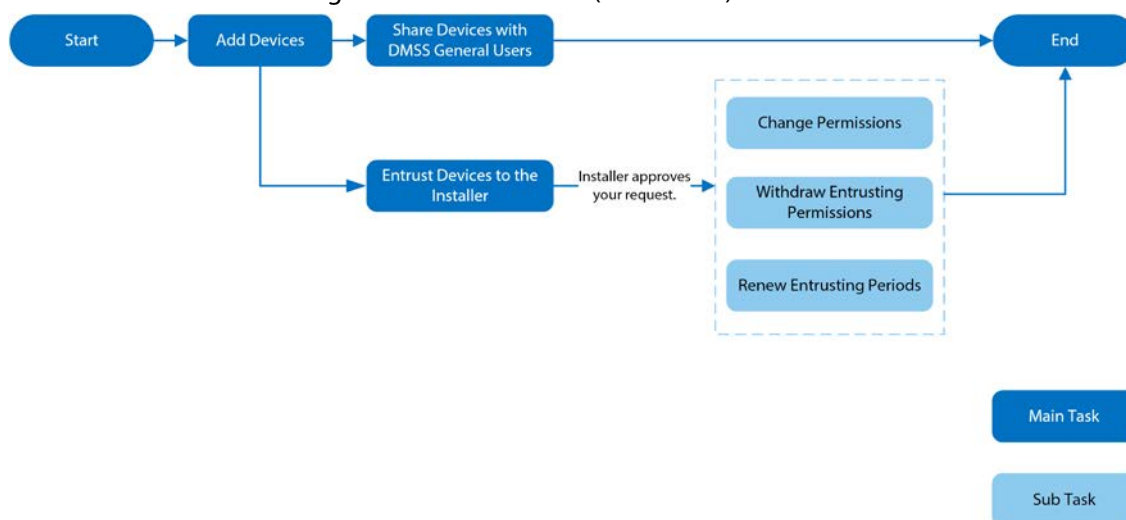 Start
Add Devices
Share Devices with
DMSS General Users
End
Change Permissions
Entrust Devices to the
Installer
Installer approves
your request.
Withdraw Entrusting
Permissions
Renew Entrusting Periods
Main Task
Sub Task